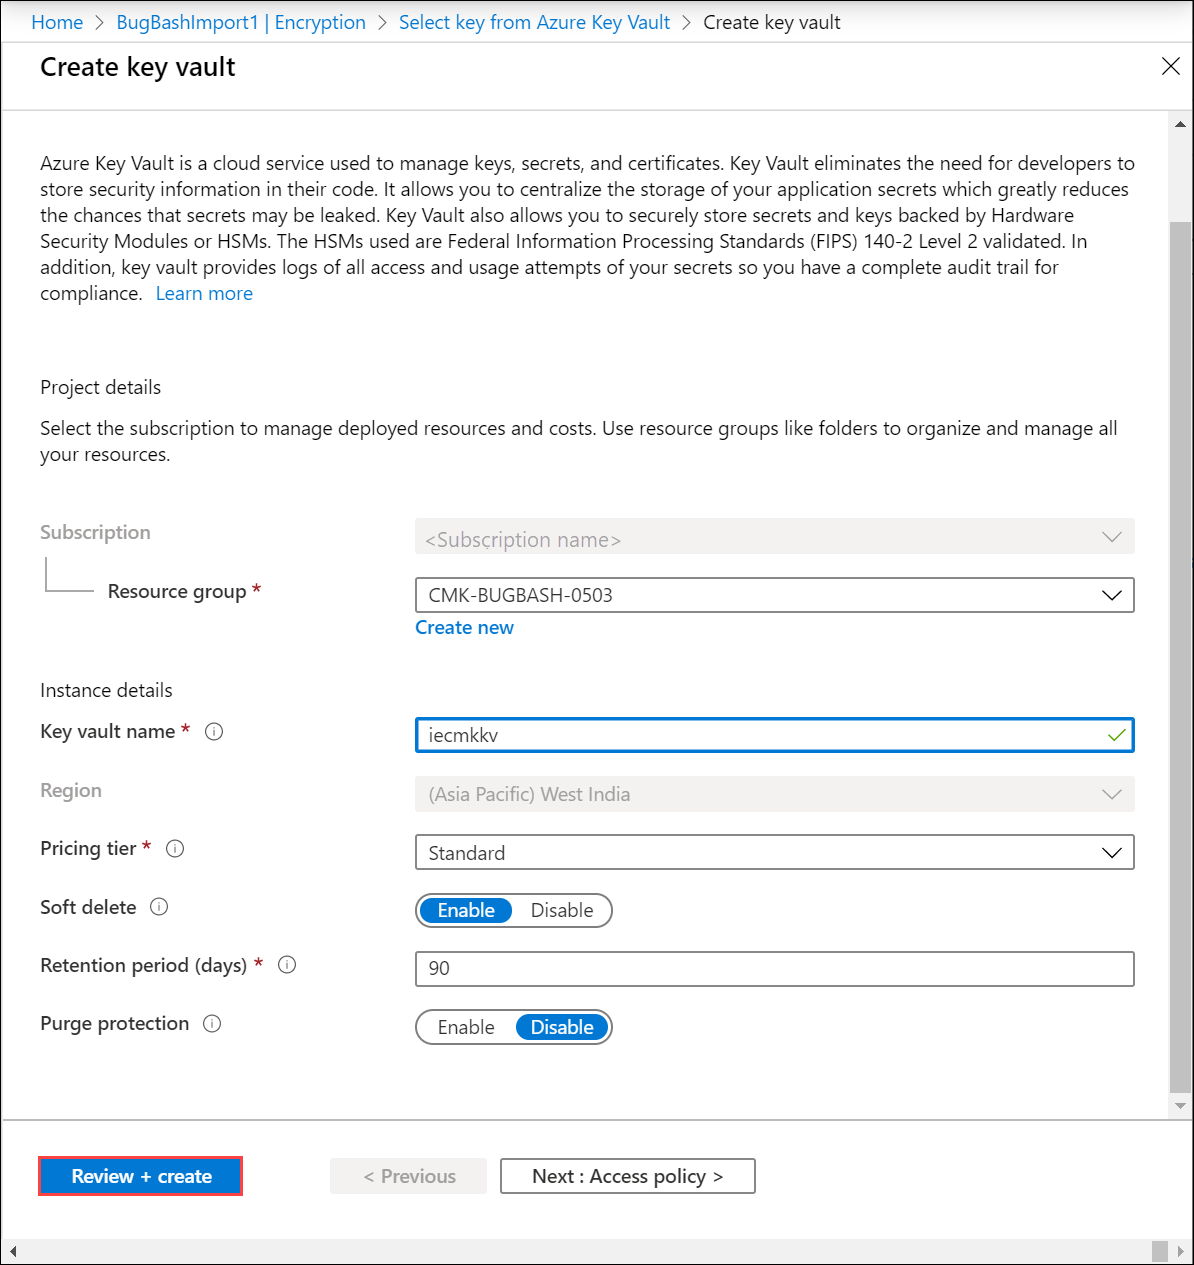 Home > BugBashImport1 | Encryption > Select key from Azure Key Vault > Create key vault
Create key vault
Azure Key Vault is a cloud service used to manage keys, secrets, and certificates. Key Vault eliminates the need for developers to
store security information in their code. It allows you to centralize the storage of your application secrets which greatly reduces
the chances that secrets may be leaked. Key Vault also allows you to securely store secrets and keys backed by Hardware
Security Modules or HSMs. The HSMs used are Federal Information Processing Standards (FIPS) 140-2 Level 2 validated. In
addition, key vault provides logs of all access and usage attempts of your secrets so you have a complete audit trail for
compliance. Learn more
Project details
Select the subscription to manage deployed resources and costs. Use resource groups like folders to organize and manage all
your resources.
Subscription <Subscription name>
Resource group * CMK-BUGBASH-0503
Create new
Instance details
Key vault name * iecmkkv
Region (Asia Pacific) West India
Pricing tier * Standard
Soft delete Enable Disable
Retention period (days) * 90
Purge protection Enable Disable
Review + create < Previous Next : Access policy >